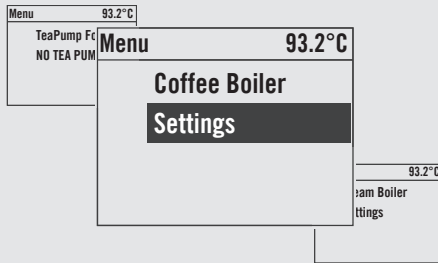 Menu 93.2°C
TeaPump
NO TEA
Menu 93.2°C
Coffee Boiler
Settings
93.2°C
Boiler